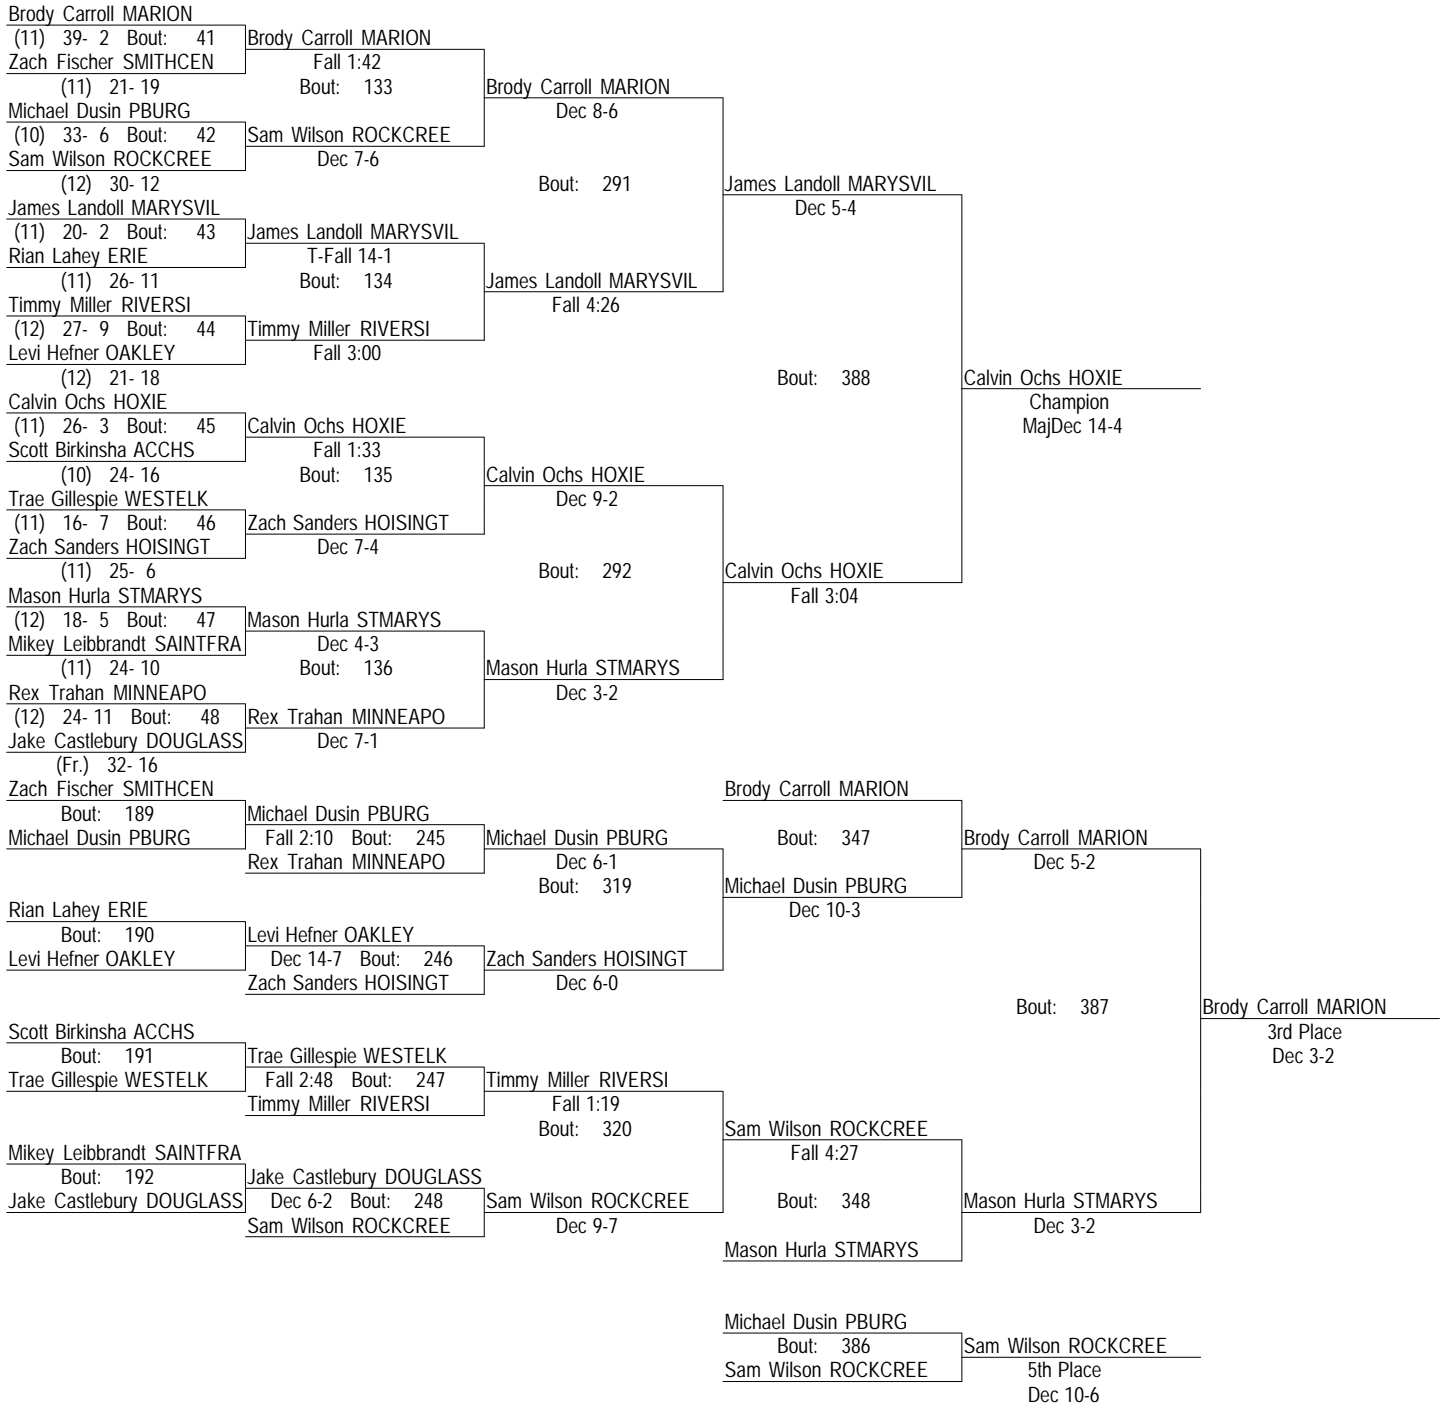 Brody Carroll MARION
(11) 39- 2 Bout: 41 Brody Carroll MARION
Zach Fischer SMITHCEN Fall 1:42
(11) 21- 19 Bout: 133 Brody Carroll MARION
Michael Dusin PBURG Dec 8-6
(10) 33- 6 Bout: 42 Sam Wilson ROCKCREE
Sam Wilson ROCKCREE Dec 7-6
(12) 30- 12 Bout: 291 James Landoll MARYSVIL
James Landoll MARYSVIL Dec 5-4
(11) 20- 2 Bout: 43 James Landoll MARYSVIL
Rian Lahey ERIE T-Fall 14-1
(11) 26- 11 Bout: 134 James Landoll MARYSVIL
Timmy Miller RIVERSI Fall 4:26
(12) 27- 9 Bout: 44 Timmy Miller RIVERSI
Levi Hefner OAKLEY Fall 3:00
(12) 21- 18 Bout: 388 Calvin Ochs HOXIE
Calvin Ochs HOXIE Champion
(11) 26- 3 Bout: 45 Calvin Ochs HOXIE MajDec 14-4
Scott Birkinsha ACCHS Fall 1:33
(10) 24- 16 Bout: 135 Calvin Ochs HOXIE
Trae Gillespie WESTELK Dec 9-2
(11) 16- 7 Bout: 46 Zach Sanders HOISINGT
Zach Sanders HOISINGT Dec 7-4
(11) 25- 6 Bout: 292 Calvin Ochs HOXIE
Mason Hurla STMARYS Fall 3:04
(12) 18- 5 Bout: 47 Mason Hurla STMARYS
Mikey Leibbrandt SAINTFRA Dec 4-3
(11) 24- 10 Bout: 136 Mason Hurla STMARYS
Rex Trahan MINNEAPO Dec 3-2
(12) 24- 11 Bout: 48 Rex Trahan MINNEAPO
Jake Castlebury DOUGLASS Dec 7-1
(Fr.) 32- 16
Zach Fischer SMITHCEN Brody Carroll MARION
Bout: 189 Michael Dusin PBURG
Michael Dusin PBURG Fall 2:10 Bout: 245 Michael Dusin PBURG Bout: 347 Brody Carroll MARION
Rex Trahan MINNEAPO Dec 6-1 Dec 5-2
Bout: 319 Michael Dusin PBURG
Rian Lahey ERIE Dec 10-3
Bout: 190 Levi Hefner OAKLEY
Levi Hefner OAKLEY Dec 14-7 Bout: 246 Zach Sanders HOISINGT
Zach Sanders HOISINGT Dec 6-0
Bout: 387 Brody Carroll MARION
Scott Birkinsha ACCHS 3rd Place
Bout: 191 Trae Gillespie WESTELK Dec 3-2
Trae Gillespie WESTELK Fall 2:48 Bout: 247 Timmy Miller RIVERSI
Timmy Miller RIVERSI Fall 1:19
Bout: 320 Sam Wilson ROCKCREE
Mikey Leibbrandt SAINTFRA Fall 4:27
Bout: 192 Jake Castlebury DOUGLASS
Jake Castlebury DOUGLASS Dec 6-2 Bout: 248 Sam Wilson ROCKCREE Bout: 348 Mason Hurla STMARYS
Sam Wilson ROCKCREE Dec 9-7 Dec 3-2
Mason Hurla STMARYS
Michael Dusin PBURG
Bout: 386 Sam Wilson ROCKCREE
Sam Wilson ROCKCREE 5th Place
Dec 10-6